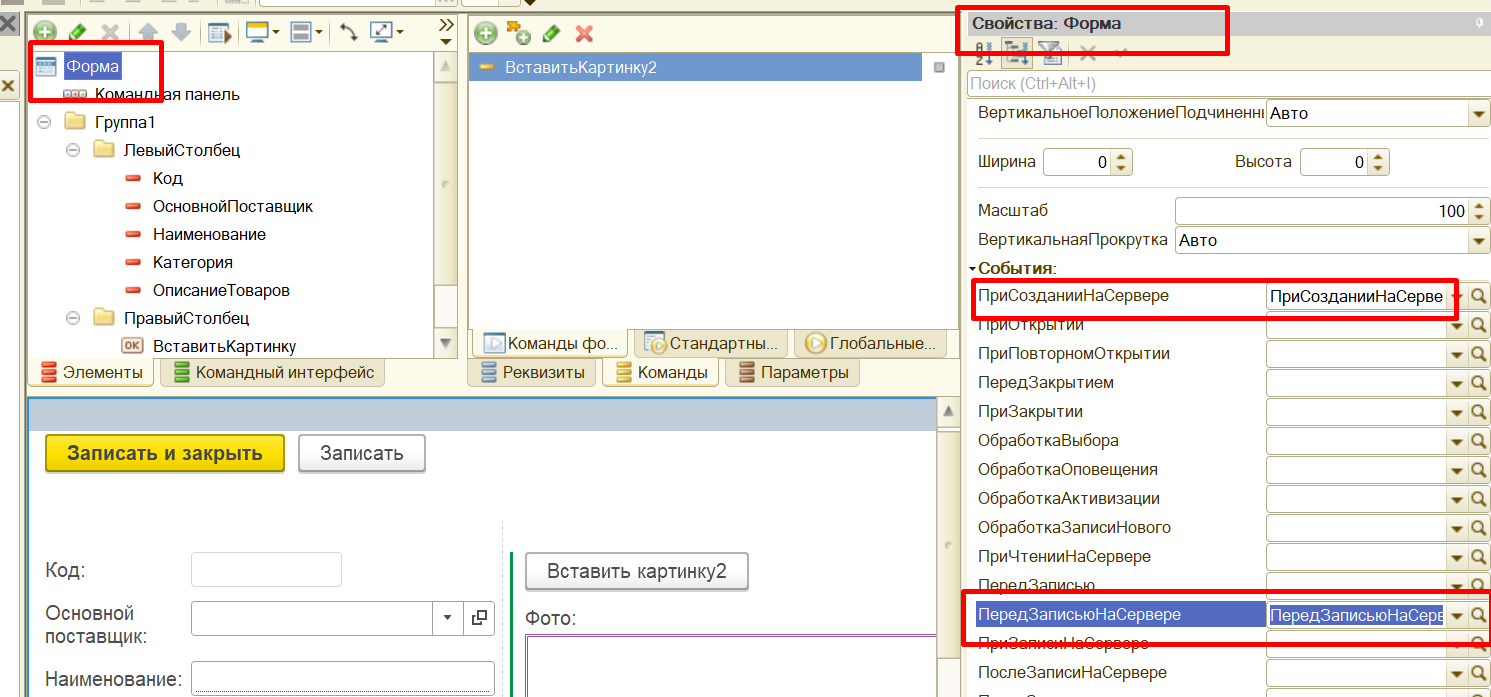 Форма
Командная панель
Группа1
ЛевыйСтолбец
Код
ОсновнойПоставщик
Наименование
Категория
ОписаниеТоваров
ПравыйСтолбец
OK ВставитьКартинку
Элементы Командный интерфейс
ВставитьКартинку2
Команды фо... Стандартны... Глобальные...
Реквизиты Команды Параметры
Записать и закрыть Записать
Код:
Основной
поставщик:
Наименование:
Вставить картинку2
Фото:
Свойства: Форма
Поиск (Ctrl+Alt+I)
ВертикальноеПоложениеПодчиненны Авто
Ширина 0 Высота 0
Масштаб 100
ВертикальнаяПрокрутка Авто
События:
ПриСозданииНаСервере ПриСозданииНаСерве
ПриОткрытии
ПриПовторномОткрытии
ПередЗакрытием
ПриЗакрытии
ОбработкаВыбора
ОбработкаОповещения
ОбработкаАктивизации
ОбработкаЗаписиНового
ПриЧтенииНаСервере
ПередЗаписью
ПередЗаписьюНаСервере ПередЗаписьюНаСерв
ПриЗаписиНаСервере
ПослеЗаписиНаСервере